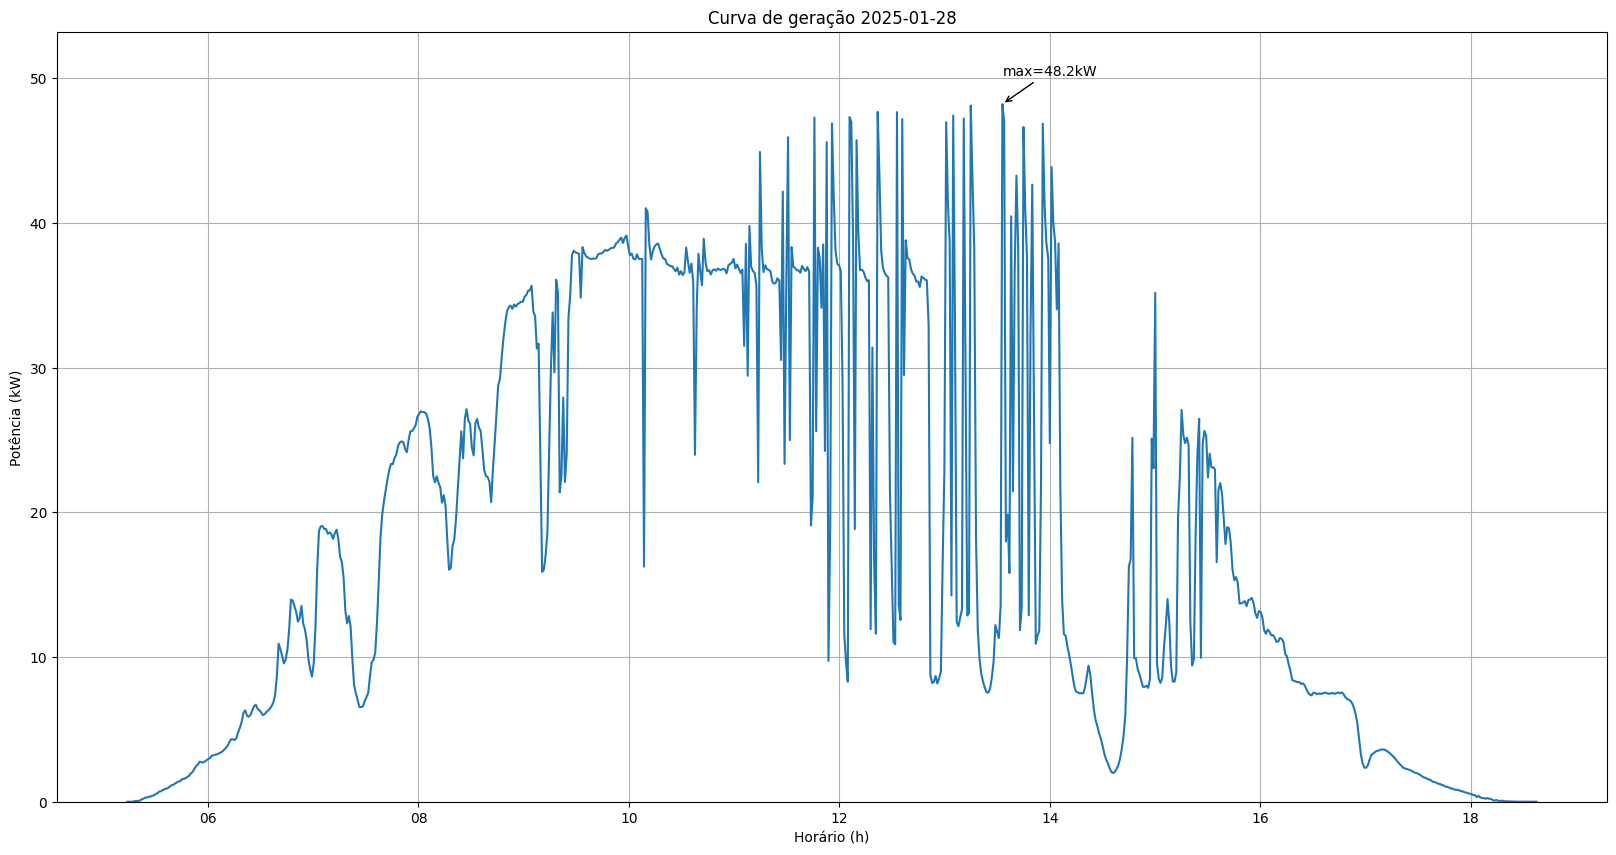 Curva de geração 2025-01-28
max=48.2kW
50
40
30
20
10
0
Potência (kW)
06 08 10 12 14 16 18
Horário (h)